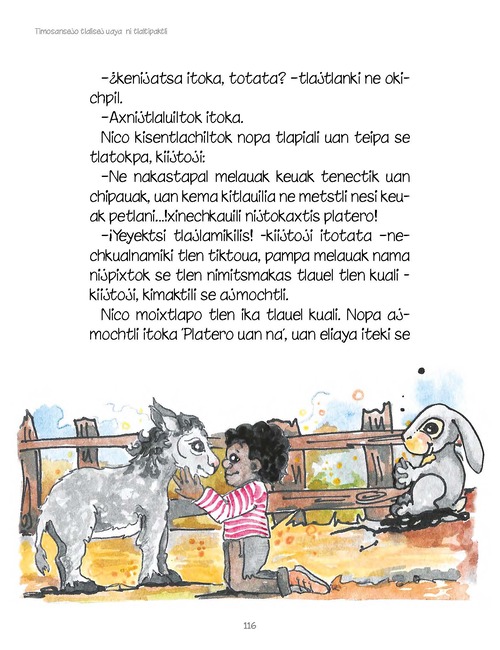 Timosansejo tlalisej uaya ni tlaltipaktli
–¿kenijatsa itoka, totata? –tlajtlanki ne oki-
chpil.
–Axnijtlaluiltok itoka.
Nico kisentlachiltok nopa tlapiali uan teipa se
tlatokpa, kiijtoji:
–Ne nakastapal melauak keuak tenectik uan
chipauak, uan kema kitlauilia ne metstli nesi keu-
ak petlani...!xinechkauili nijtokaxtis platero!
–¡Yeyektsi tlajlamikilis! -kiijtoji itotata –ne-
chkualnamiki tlen tiktoua, pampa melauak nama
nijpixtok se tlen nimitsmakas tlauel tlen kuali -
kiijtoji, kimaktili se ajmochtli.
Nico moixtlapo tlen ika tlauel kuali. Nopa aj-
mochtli itoka ‘Platero uan na’, uan eliaya iteki se
116